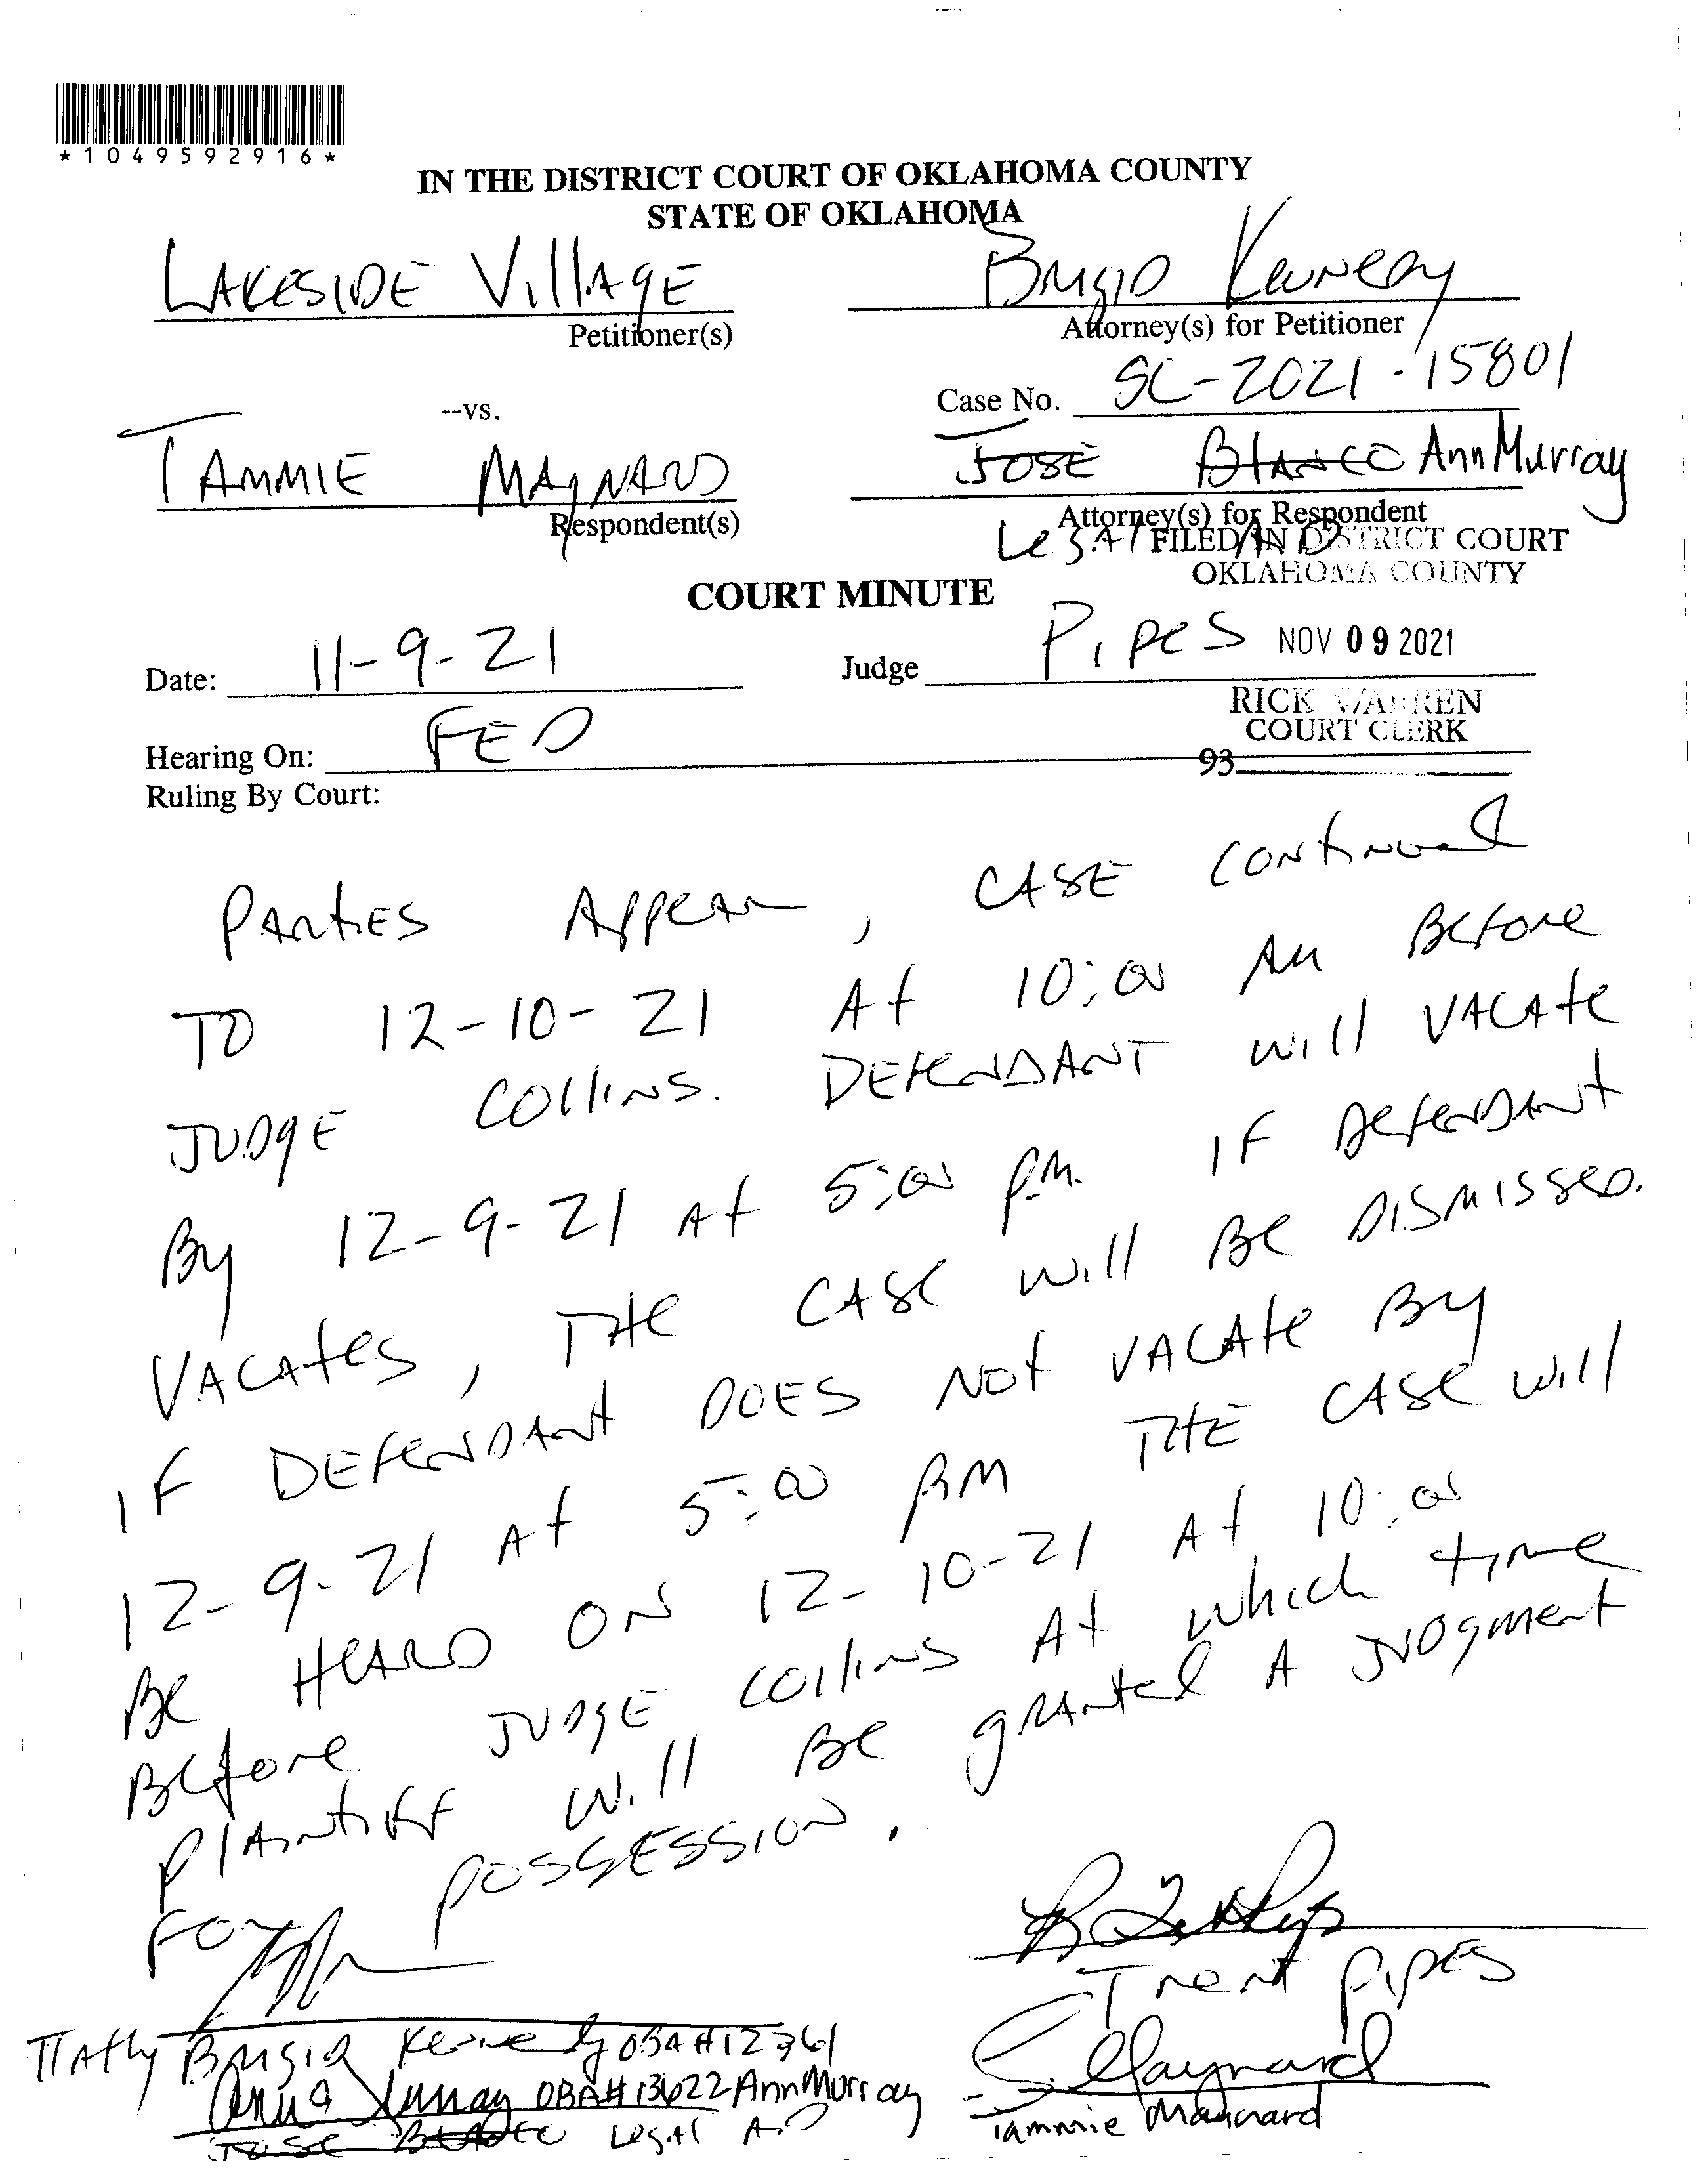 *1049592916*
IN THE DISTRICT COURT OF OKLAHOMA COUNTY
STATE OF OKLAHOMA
LAKESIDE VillAgE
Petitioner(s)
Brigid Kennedy
Attorney(s) for Petitioner
Case No. SC-2021-15801
--vs.
TAMMIE MAYNARD
Respondent(s)
JOSE BLANCO Ann Murray
Attorney(s) for Respondent
Legal AID
FILED IN DISTRICT COURT
OKLAHOMA COUNTY
COURT MINUTE
Date: 11-9-21
Judge Pipes
NOV 09 2021
RICK WARREN
COURT CLERK
Hearing On: FED
93
Ruling By Court:
PARTIES APPEAR, CASE CONTINUED
TO 12-10-21 At 10:00 AM BEFORE
JUDGE COLLINS. DEFENDANT will VACATE
By 12-9-21 At 5:00 P.M. IF DEFENDANT
VACATES, THE CASE will BE DISMISSED.
IF DEFENDANT DOES NOT VACATE BY
12-9-21 At 5:00 PM THE CASE will
BE HEARD ON 12-10-21 At 10:00
BEFORE JUDGE COLLINS At which time
PLAINTIFF will BE granted A JUDGMENT
FOR POSSESSION.
Trent Pipes
Π Atty Brigid Kennedy OBA#12361
Ann Murray OBA#13622 Ann Murray
JOSE BLANCO Legal AID
S Maynard
Tammie Maynard